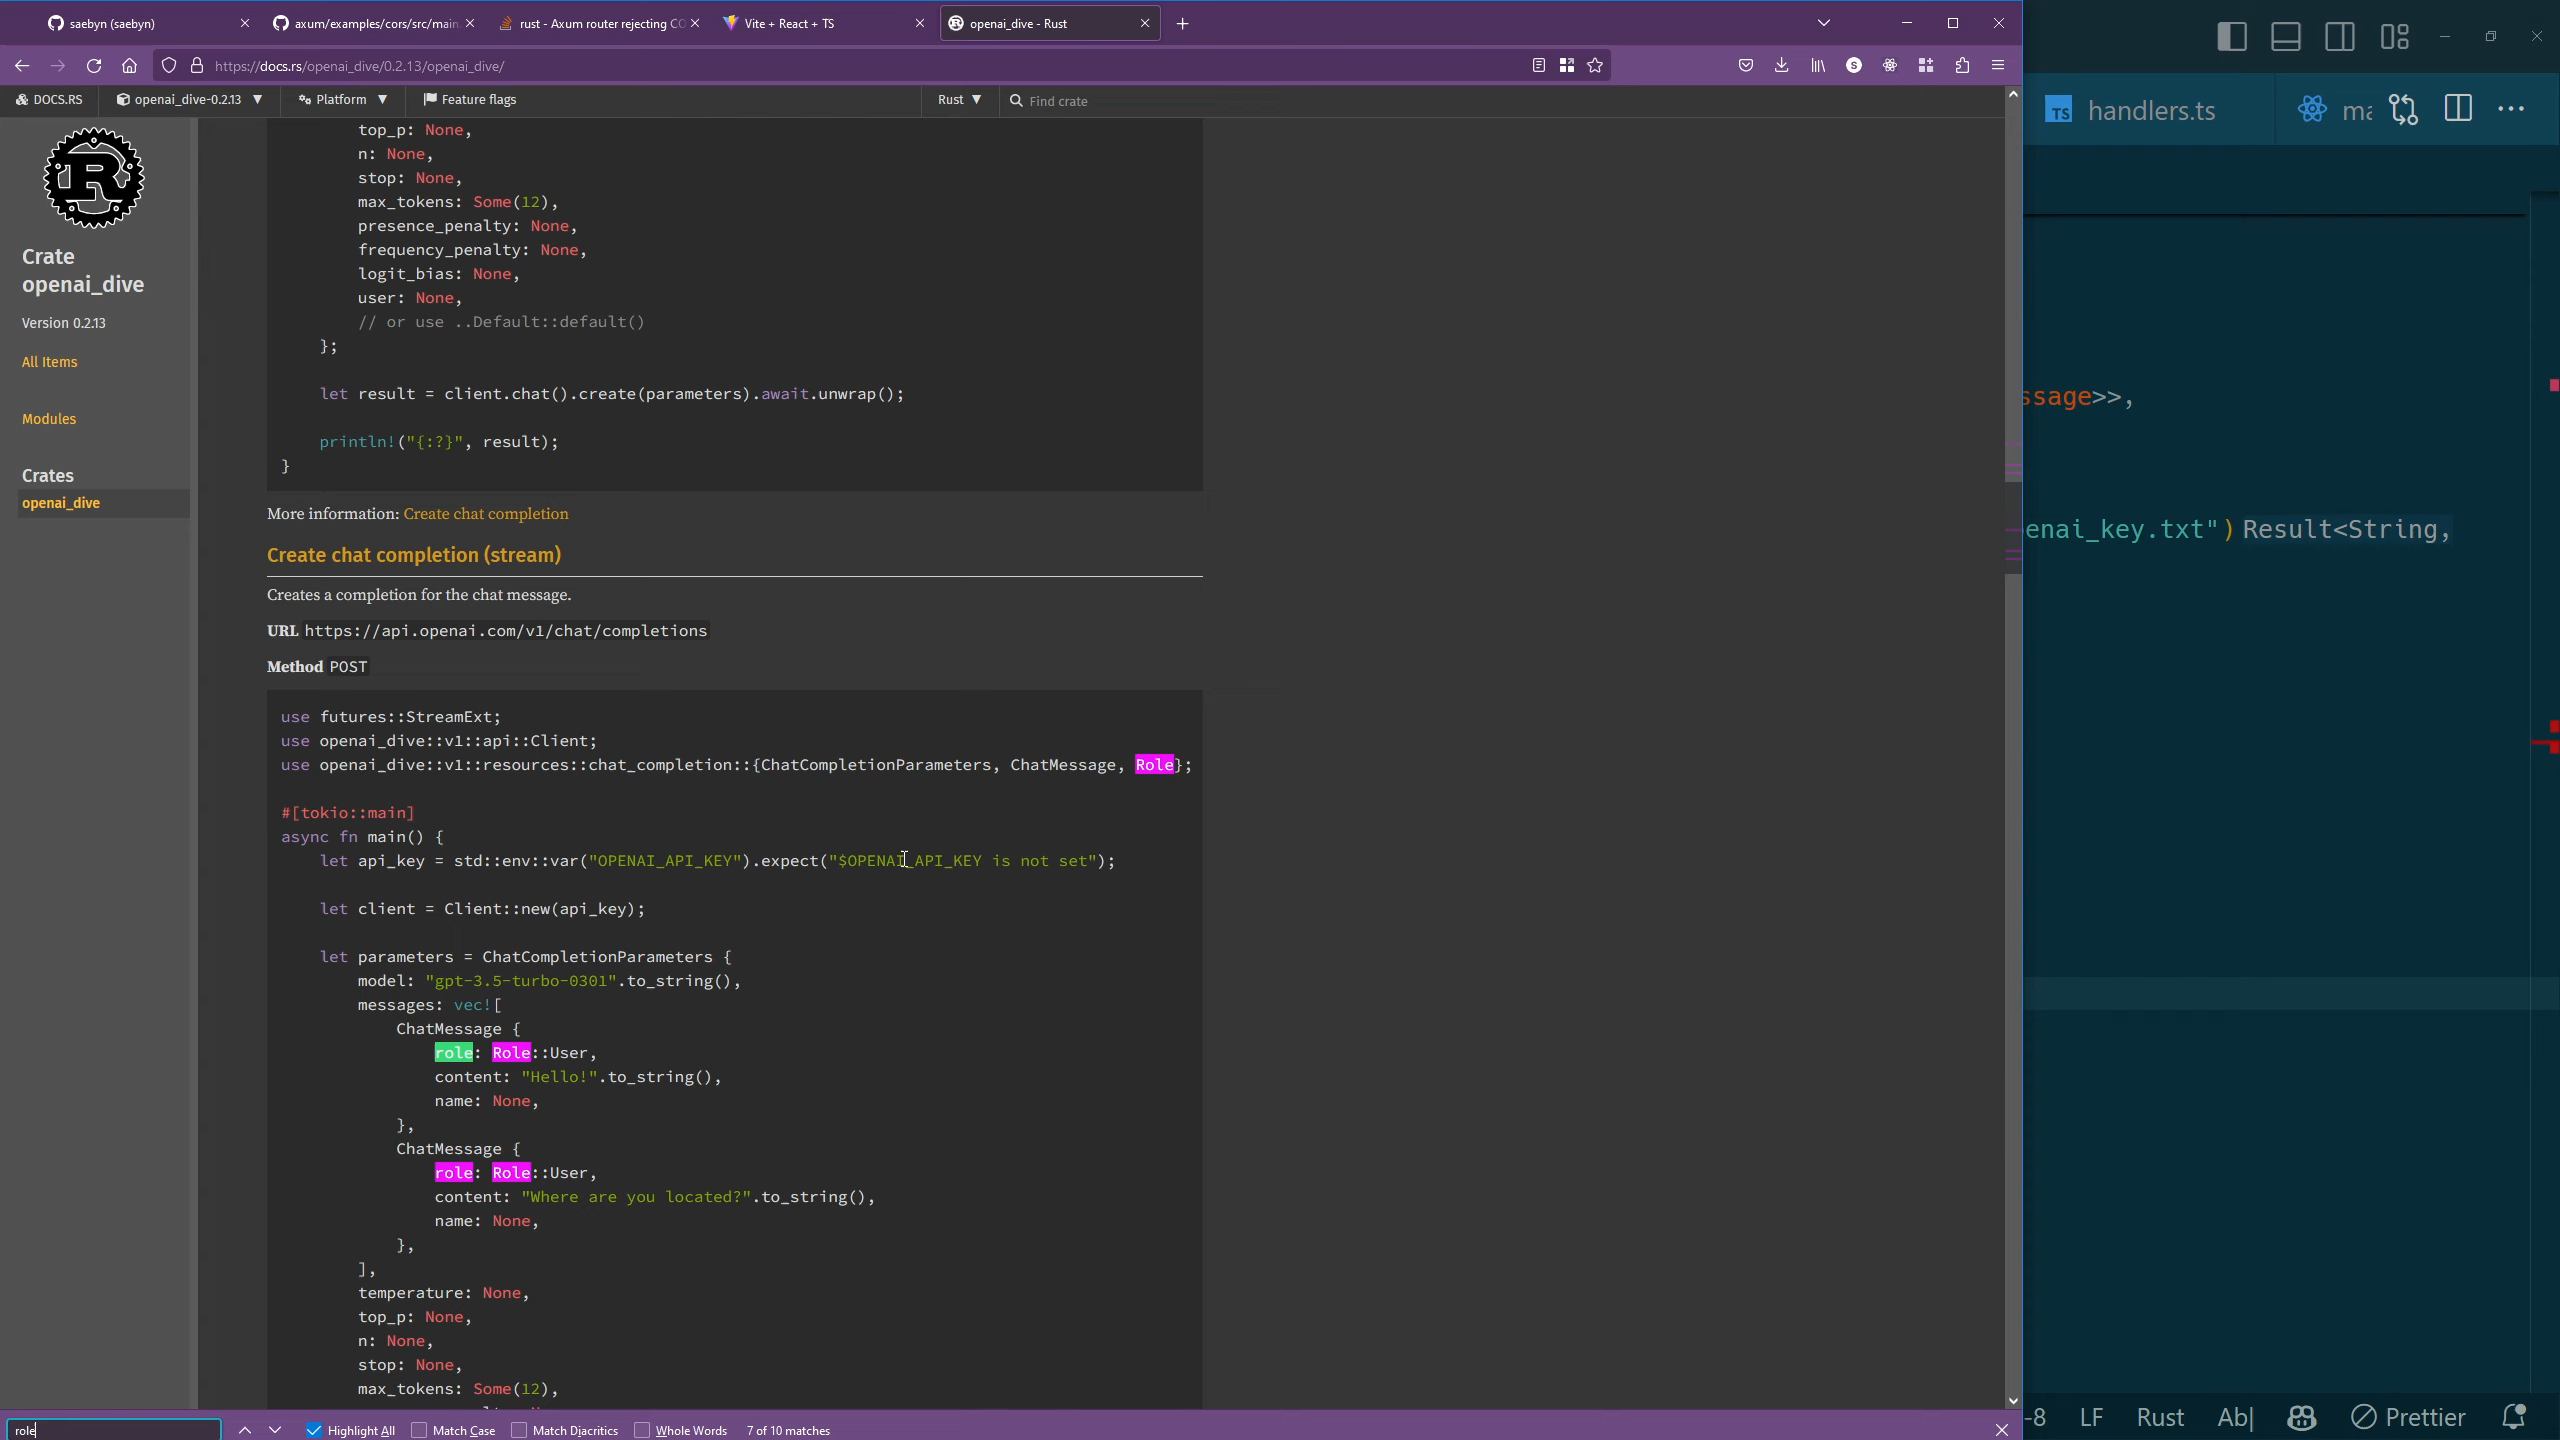 saebyn (saebyn)
axum/examples/cors/src/main.
rust - Axum router rejecting CO
Vite + React + TS
openai_dive - Rust
https://docs.rs/openai_dive/0.2.13/openai_dive/
DOCS.RS
openai_dive-0.2.13
Platform
Feature flags
Rust
Find crate
Crate
openai_dive
Version 0.2.13
All Items
Modules
Crates
openai_dive
top_p: None,
n: None,
stop: None,
max_tokens: Some(12),
presence_penalty: None,
frequency_penalty: None,
logit_bias: None,
user: None,
// or use ..Default::default()
};
let result = client.chat().create(parameters).await.unwrap();
println!("{:?}", result);
}
More information: Create chat completion
Create chat completion (stream)
Creates a completion for the chat message.
URL https://api.openai.com/v1/chat/completions
Method POST
use futures::StreamExt;
use openai_dive::v1::api::Client;
use openai_dive::v1::resources::chat_completion::{ChatCompletionParameters, ChatMessage, Role};
#[tokio::main]
async fn main() {
let api_key = std::env::var("OPENAI_API_KEY").expect("$OPENAI_API_KEY is not set");
let client = Client::new(api_key);
let parameters = ChatCompletionParameters {
model: "gpt-3.5-turbo-0301".to_string(),
messages: vec![
ChatMessage {
role: Role::User,
content: "Hello!".to_string(),
name: None,
},
ChatMessage {
role: Role::User,
content: "Where are you located?".to_string(),
name: None,
},
],
temperature: None,
top_p: None,
n: None,
stop: None,
max_tokens: Some(12),
role
Highlight All
Match Case
Match Diacritics
Whole Words
7 of 10 matches
TS handlers.ts
ma
ssage>>,
enai_key.txt")Result<String,
-8
LF
Rust
Ab|
Prettier